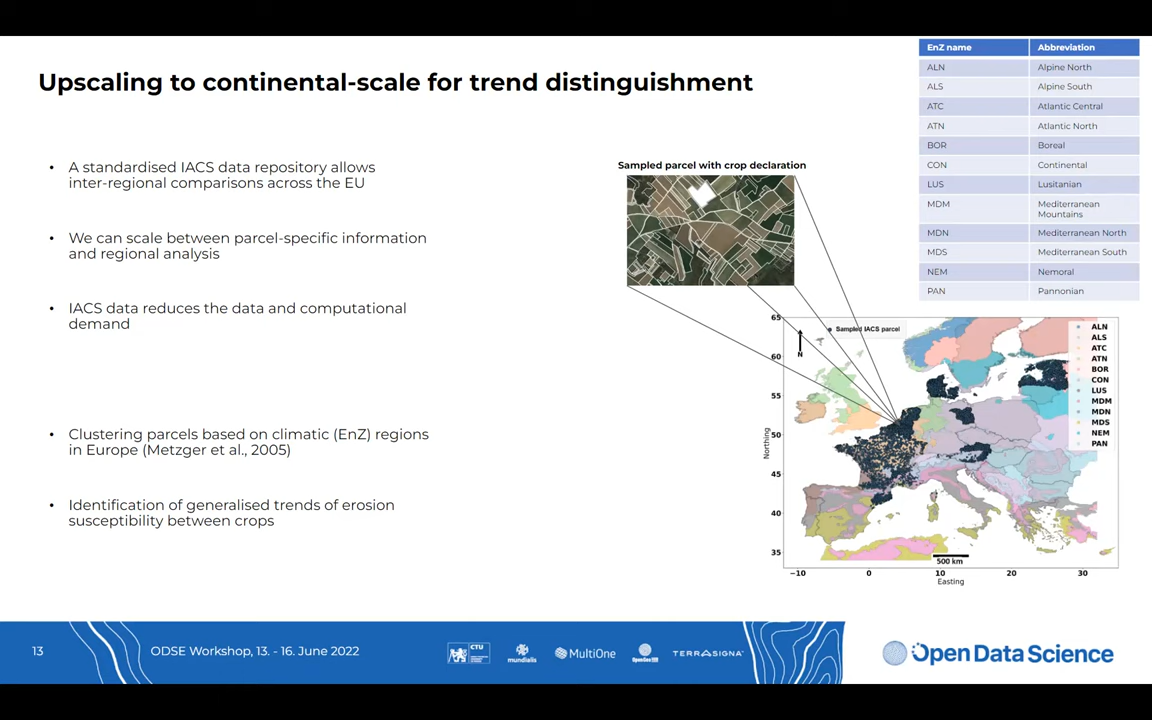 Upscaling to continental-scale for trend distinguishment
• A standardised IACS data repository allows
inter-regional comparisons across the EU
• We can scale between parcel-specific information
and regional analysis
• IACS data reduces the data and computational
demand
• Clustering parcels based on climatic (EnZ) regions
in Europe (Metzger et al., 2005)
• Identification of generalised trends of erosion
susceptibility between crops
Sampled parcel with crop declaration
EnZ name Abbreviation
ALN Alpine North
ALS Alpine South
ATC Atlantic Central
ATN Atlantic North
BOR Boreal
CON Continental
LUS Lusitanian
MDM Mediterranean
Mountains
MDN Mediterranean North
MDS Mediterranean South
NEM Nemoral
PAN Pannonian
Sampled IACS parcel
N
ALN
ALS
ATC
ATN
BOR
CON
LUS
MDM
MDN
MDS
NEM
PAN
65
60
55
50
45
40
35
Northing
500 km
−10 0 10 20 30
Easting
13
ODSE Workshop, 13. - 16. June 2022
CTU
mundialis
MultiOne
OpenGeoHub
TERRASIGNA
Open Data Science